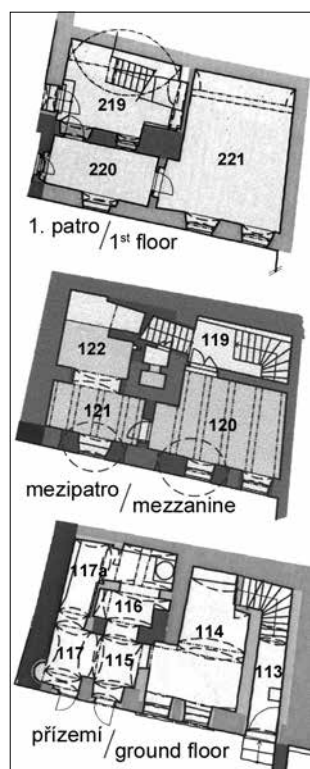 219
220
221
1. patro
/1st floor
119
122
121
120
mezipatro
/mezzanine
117a
116
114
117
115
113
přízemí
/ground floor